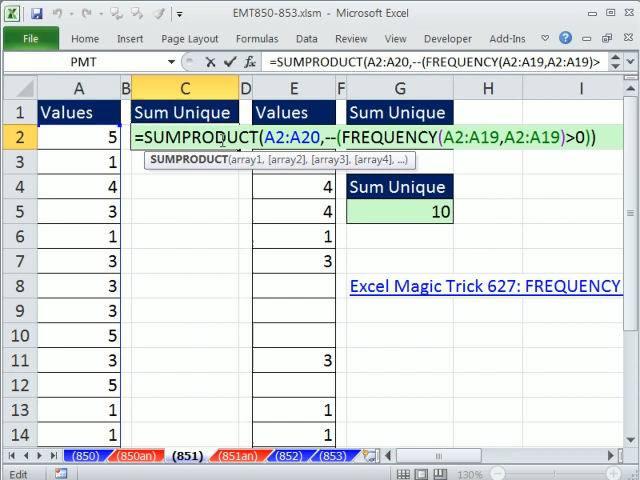 EMT850-853.xlsm - Microsoft Excel
File Home Insert Page Layout Formulas Data Review View Developer Add-Ins
PMT fx =SUMPRODUCT(A2:A20,--(FREQUENCY(A2:A19,A2:A19)>
A B C D E F G H I
1 Values Sum Unique Values Sum Unique
2 5 =SUMPRODUCT(A2:A20,--(FREQUENCY(A2:A19,A2:A19)>0))
SUMPRODUCT(array1, [array2], [array3], [array4], ...)
3 1
4 4 4 Sum Unique
5 3 4 10
6 1 1
7 3 3
8 3 Excel Magic Trick 627: FREQUENCY
9 3
10 5
11 3 3
12 5
13 1 1
14 1 1
(850) (850an) (851) (851an) (852) (853)
Edit 130%